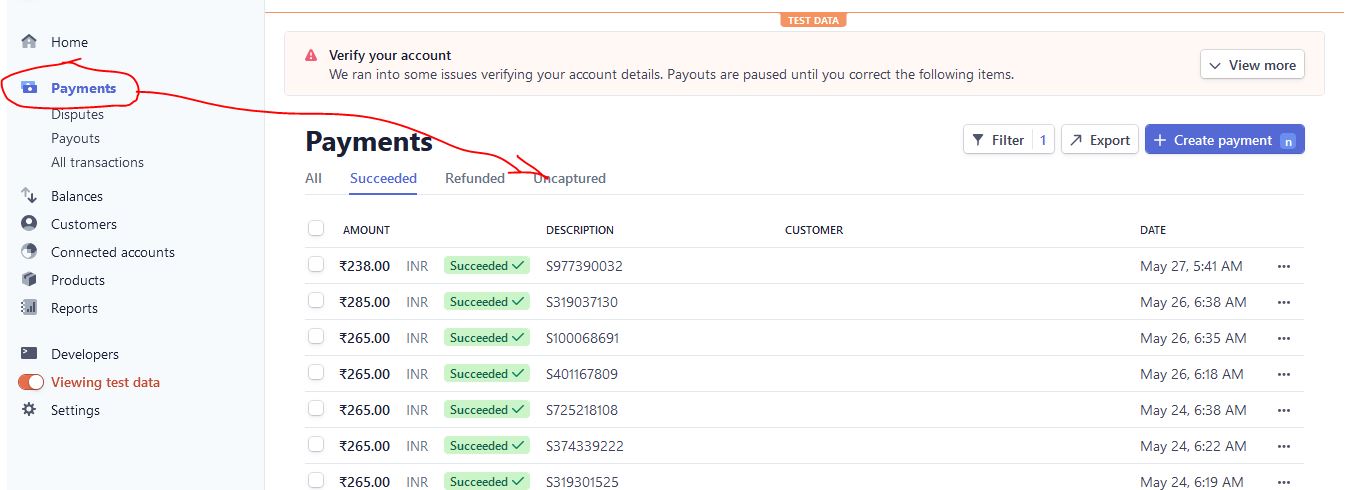 TEST DATA
Home
Payments
Disputes
Payouts
All transactions
Balances
Customers
Connected accounts
Products
Reports
Developers
Viewing test data
Settings
Verify your account
We ran into some issues verifying your account details. Payouts are paused until you correct the following items.
View more
Payments
Filter 1
Export
Create payment n
All Succeeded Refunded Uncaptured
AMOUNT DESCRIPTION CUSTOMER DATE
₹238.00 INR Succeeded S977390032 May 27, 5:41 AM
₹285.00 INR Succeeded S319037130 May 26, 6:38 AM
₹265.00 INR Succeeded S100068691 May 26, 6:35 AM
₹265.00 INR Succeeded S401167809 May 26, 6:18 AM
₹265.00 INR Succeeded S725218108 May 24, 6:38 AM
₹265.00 INR Succeeded S374339222 May 24, 6:22 AM
₹265.00 INR Succeeded S319301525 May 24, 6:19 AM